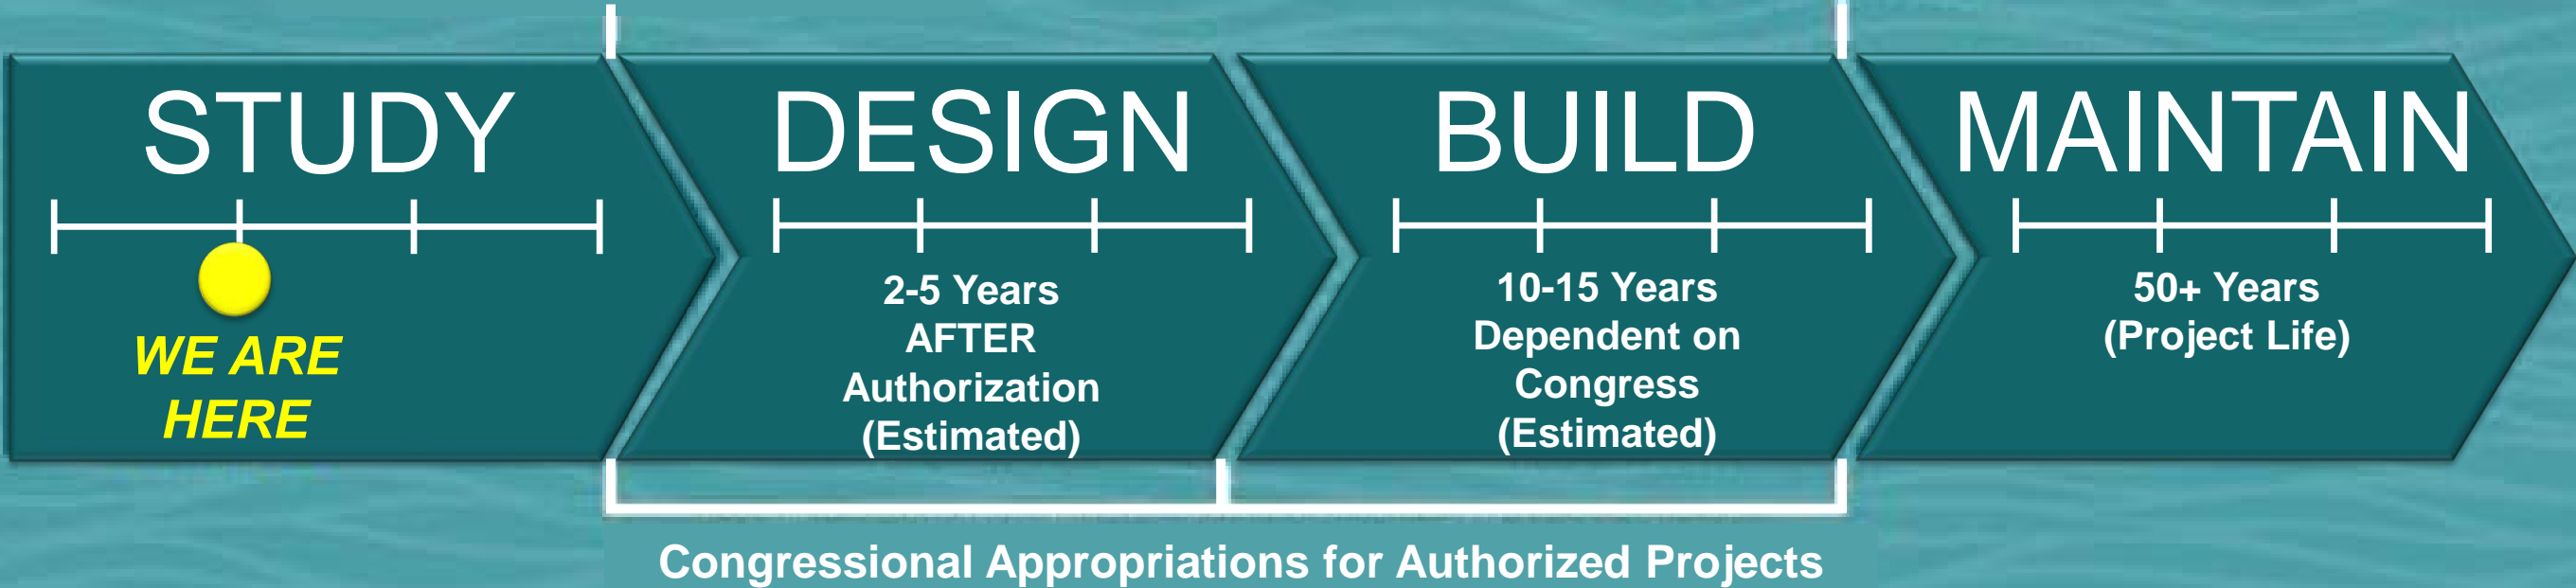 STUDY
WE ARE
HERE
DESIGN
2-5 Years
AFTER
Authorization
(Estimated)
BUILD
10-15 Years
Dependent on
Congress
(Estimated)
MAINTAIN
50+ Years
(Project Life)
Congressional Appropriations for Authorized Projects